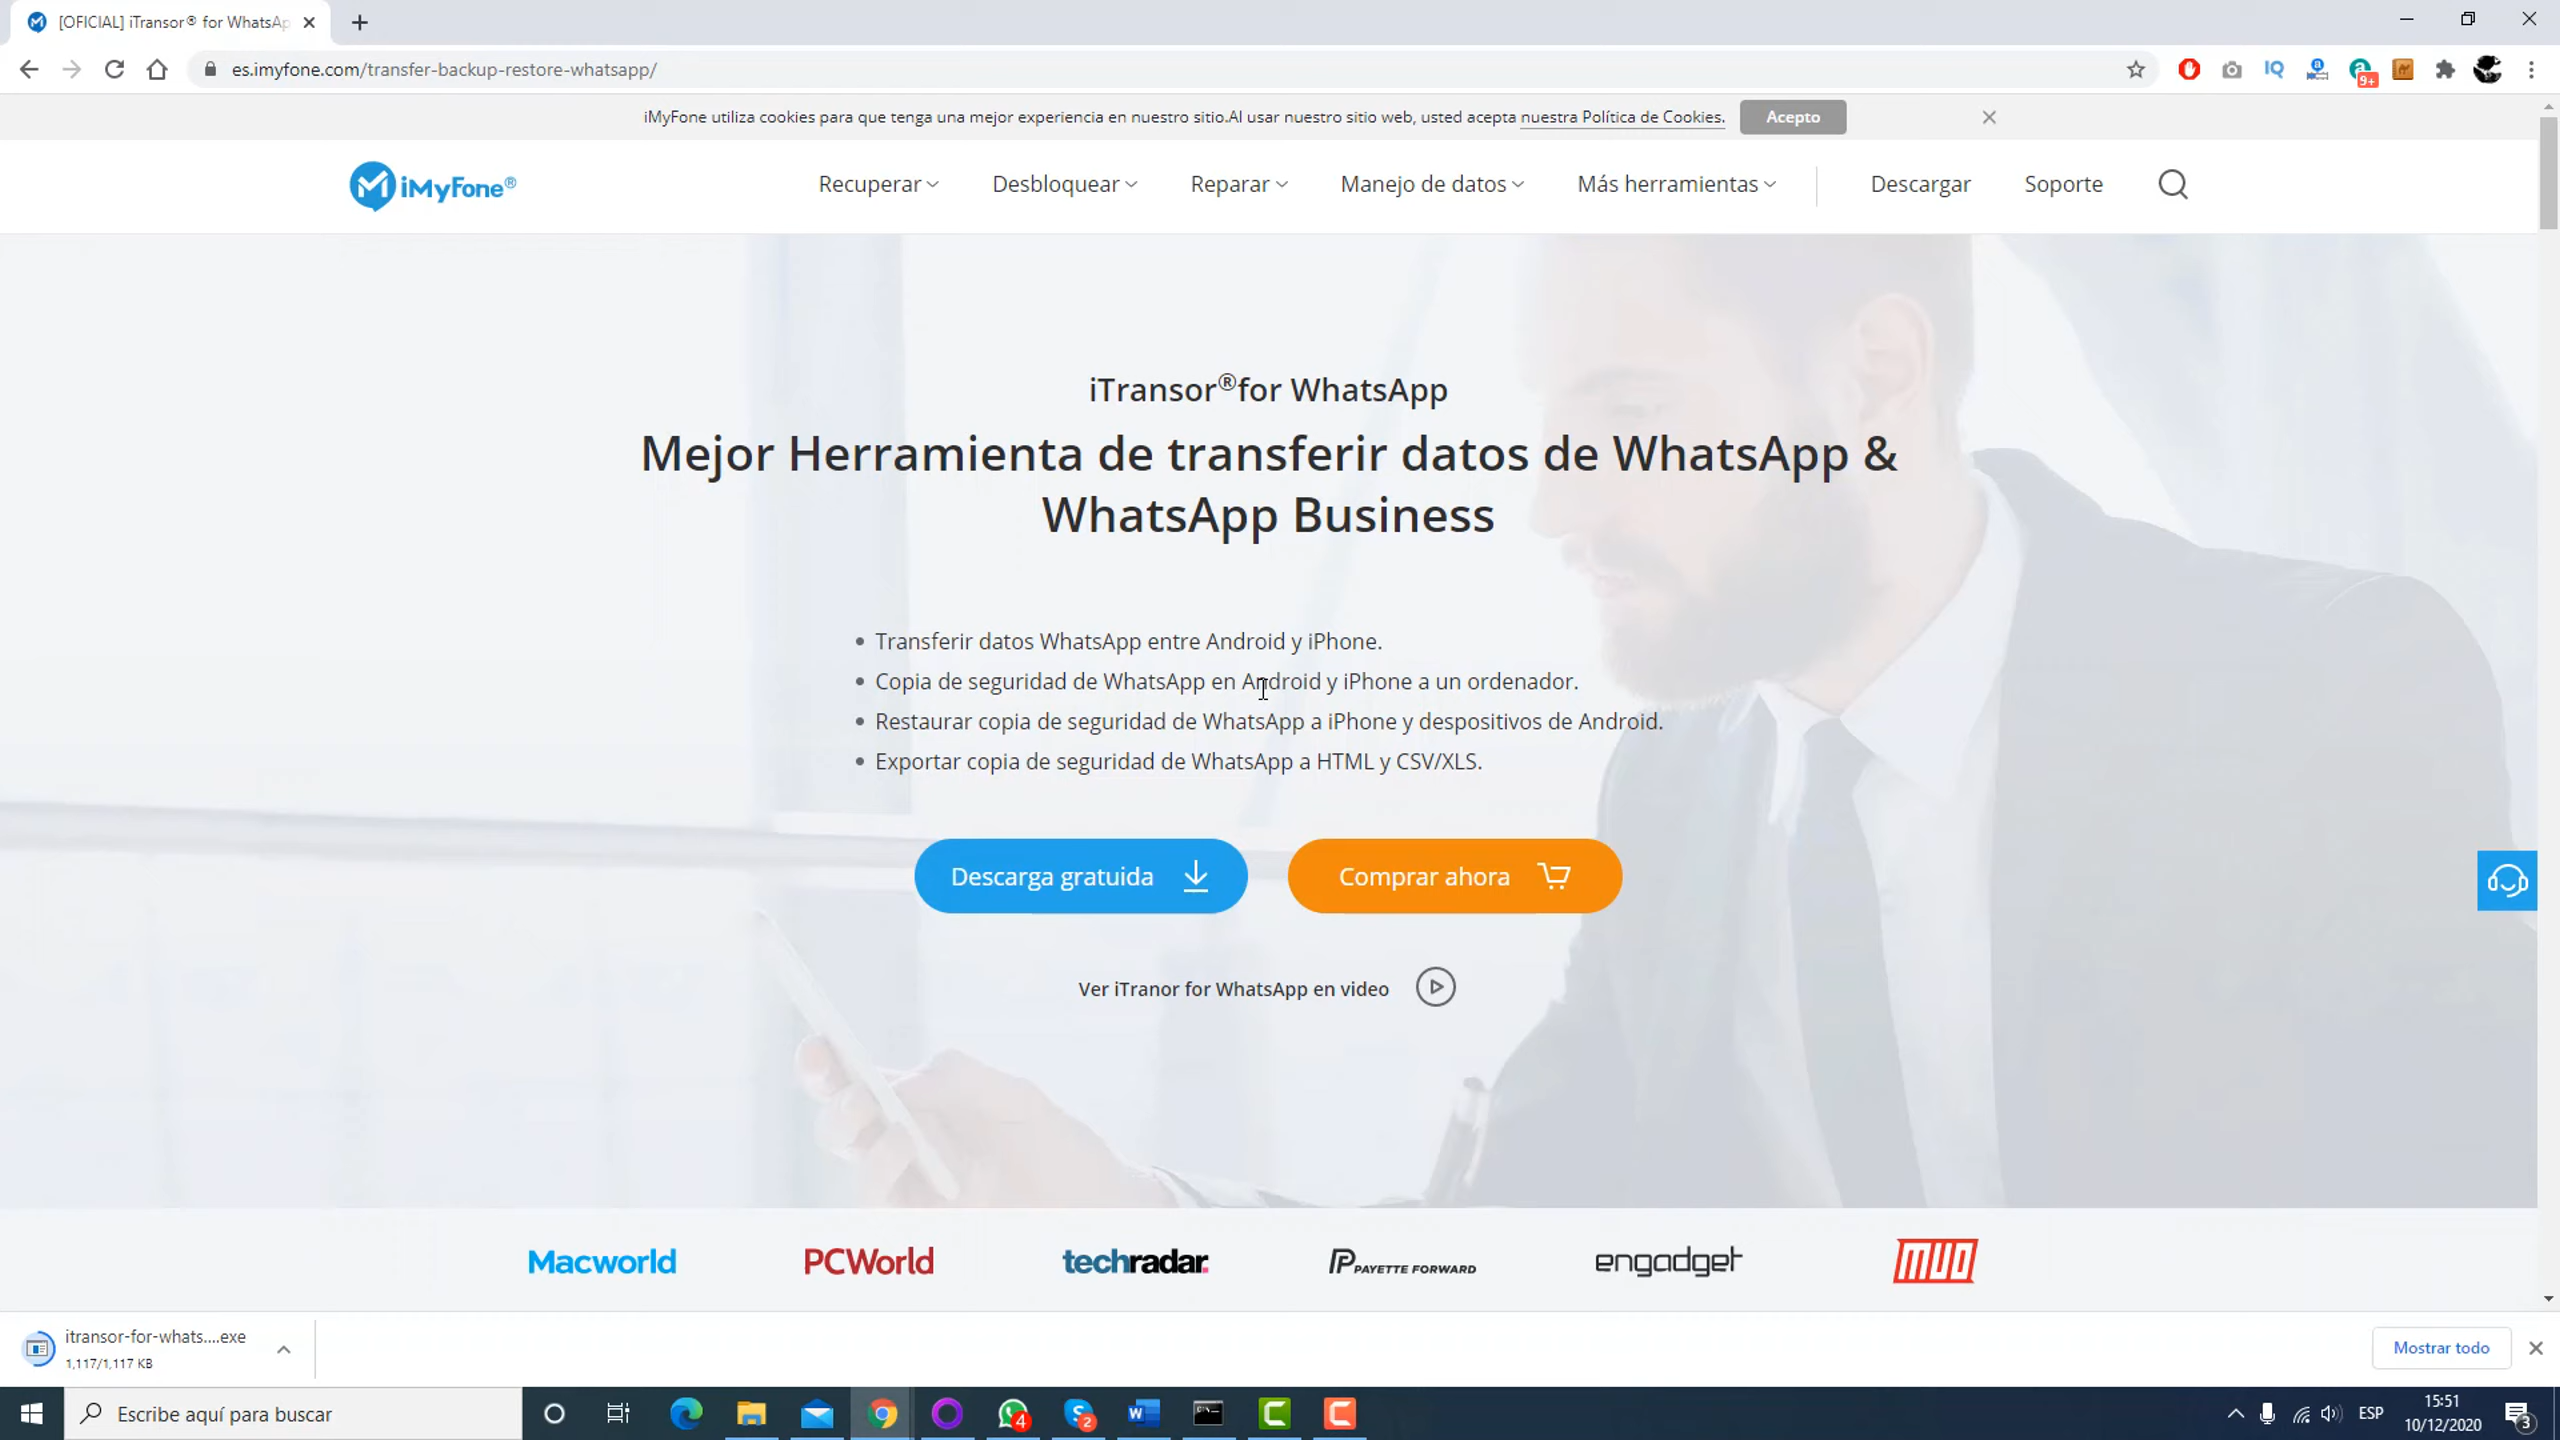 [OFICIAL] iTransor® for WhatsAp
es.imyfone.com/transfer-backup-restore-whatsapp/
IQ
9+
iMyFone utiliza cookies para que tenga una mejor experiencia en nuestro sitio.Al usar nuestro sitio web, usted acepta nuestra Política de Cookies.
Acepto
iMyFone®
Recuperar
Desbloquear
Reparar
Manejo de datos
Más herramientas
Descargar
Soporte
iTransor®for WhatsApp
Mejor Herramienta de transferir datos de WhatsApp &
WhatsApp Business
Transferir datos WhatsApp entre Android y iPhone.
Copia de seguridad de WhatsApp en Android y iPhone a un ordenador.
Restaurar copia de seguridad de WhatsApp a iPhone y despositivos de Android.
Exportar copia de seguridad de WhatsApp a HTML y CSV/XLS.
Descarga gratuida
Comprar ahora
Ver iTranor for WhatsApp en video
Macworld
PCWorld
techradar.
PAYETTE FORWARD
engadget
MUO
itransor-for-whats....exe
1,117/1,117 KB
Mostrar todo
Escribe aquí para buscar
4
2
ESP
15:51
10/12/2020
3